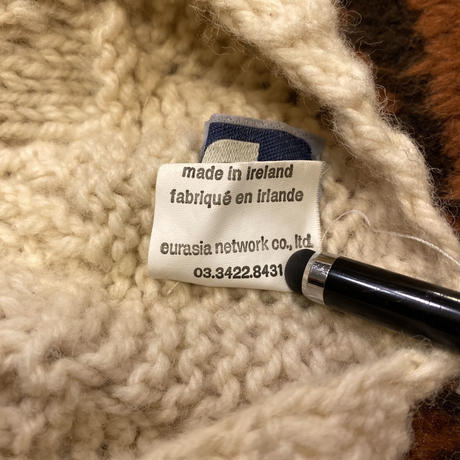 made in ireland
fabriqué en irlande
eurasia network co., ltd.
03.3422.8431